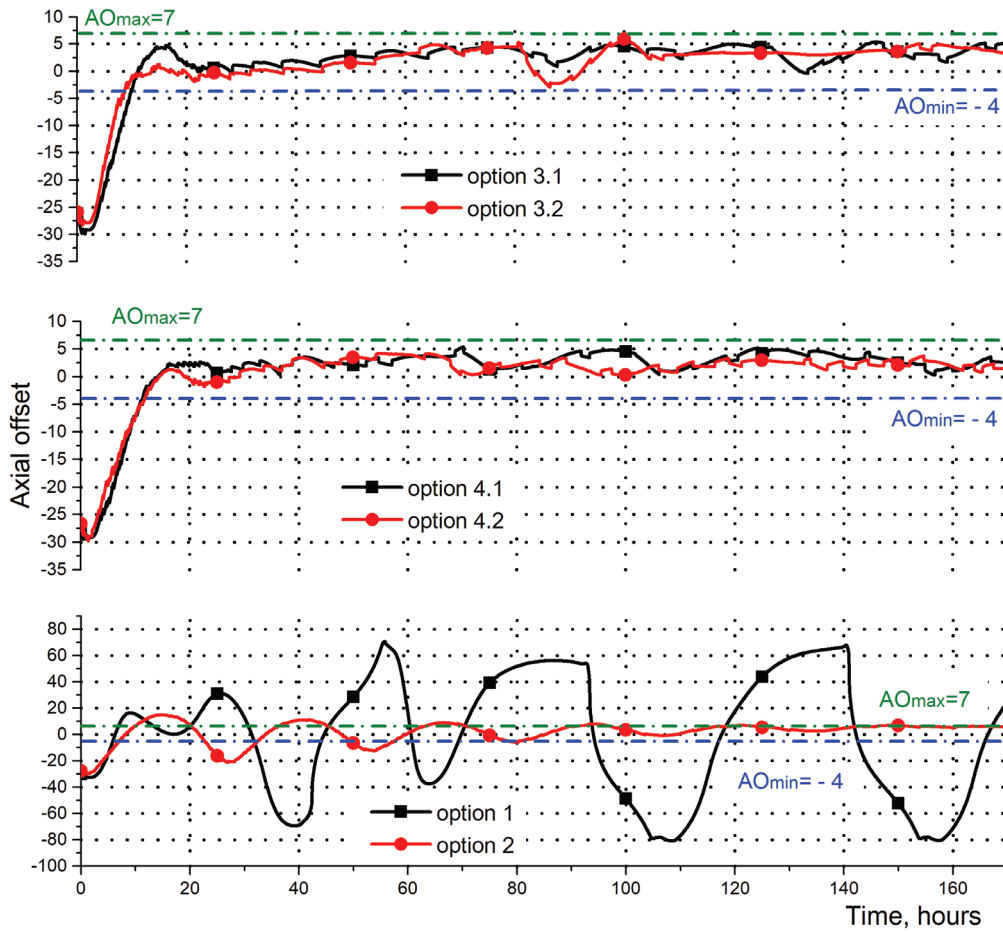 10
AOmax=7
5
0
-5
AOmin= - 4
-10
-15
-20
option 3.1
-25
option 3.2
-30
-35
10
AOmax=7
5
0
-5
AOmin= - 4
-10
-15
-20
option 4.1
-25
option 4.2
-30
-35
Axial offset
80
60
40
AOmax=7
20
0
-20
AOmin= - 4
-40
-60
option 1
-80
option 2
-100
0 20 40 60 80 100 120 140 160
Time, hours